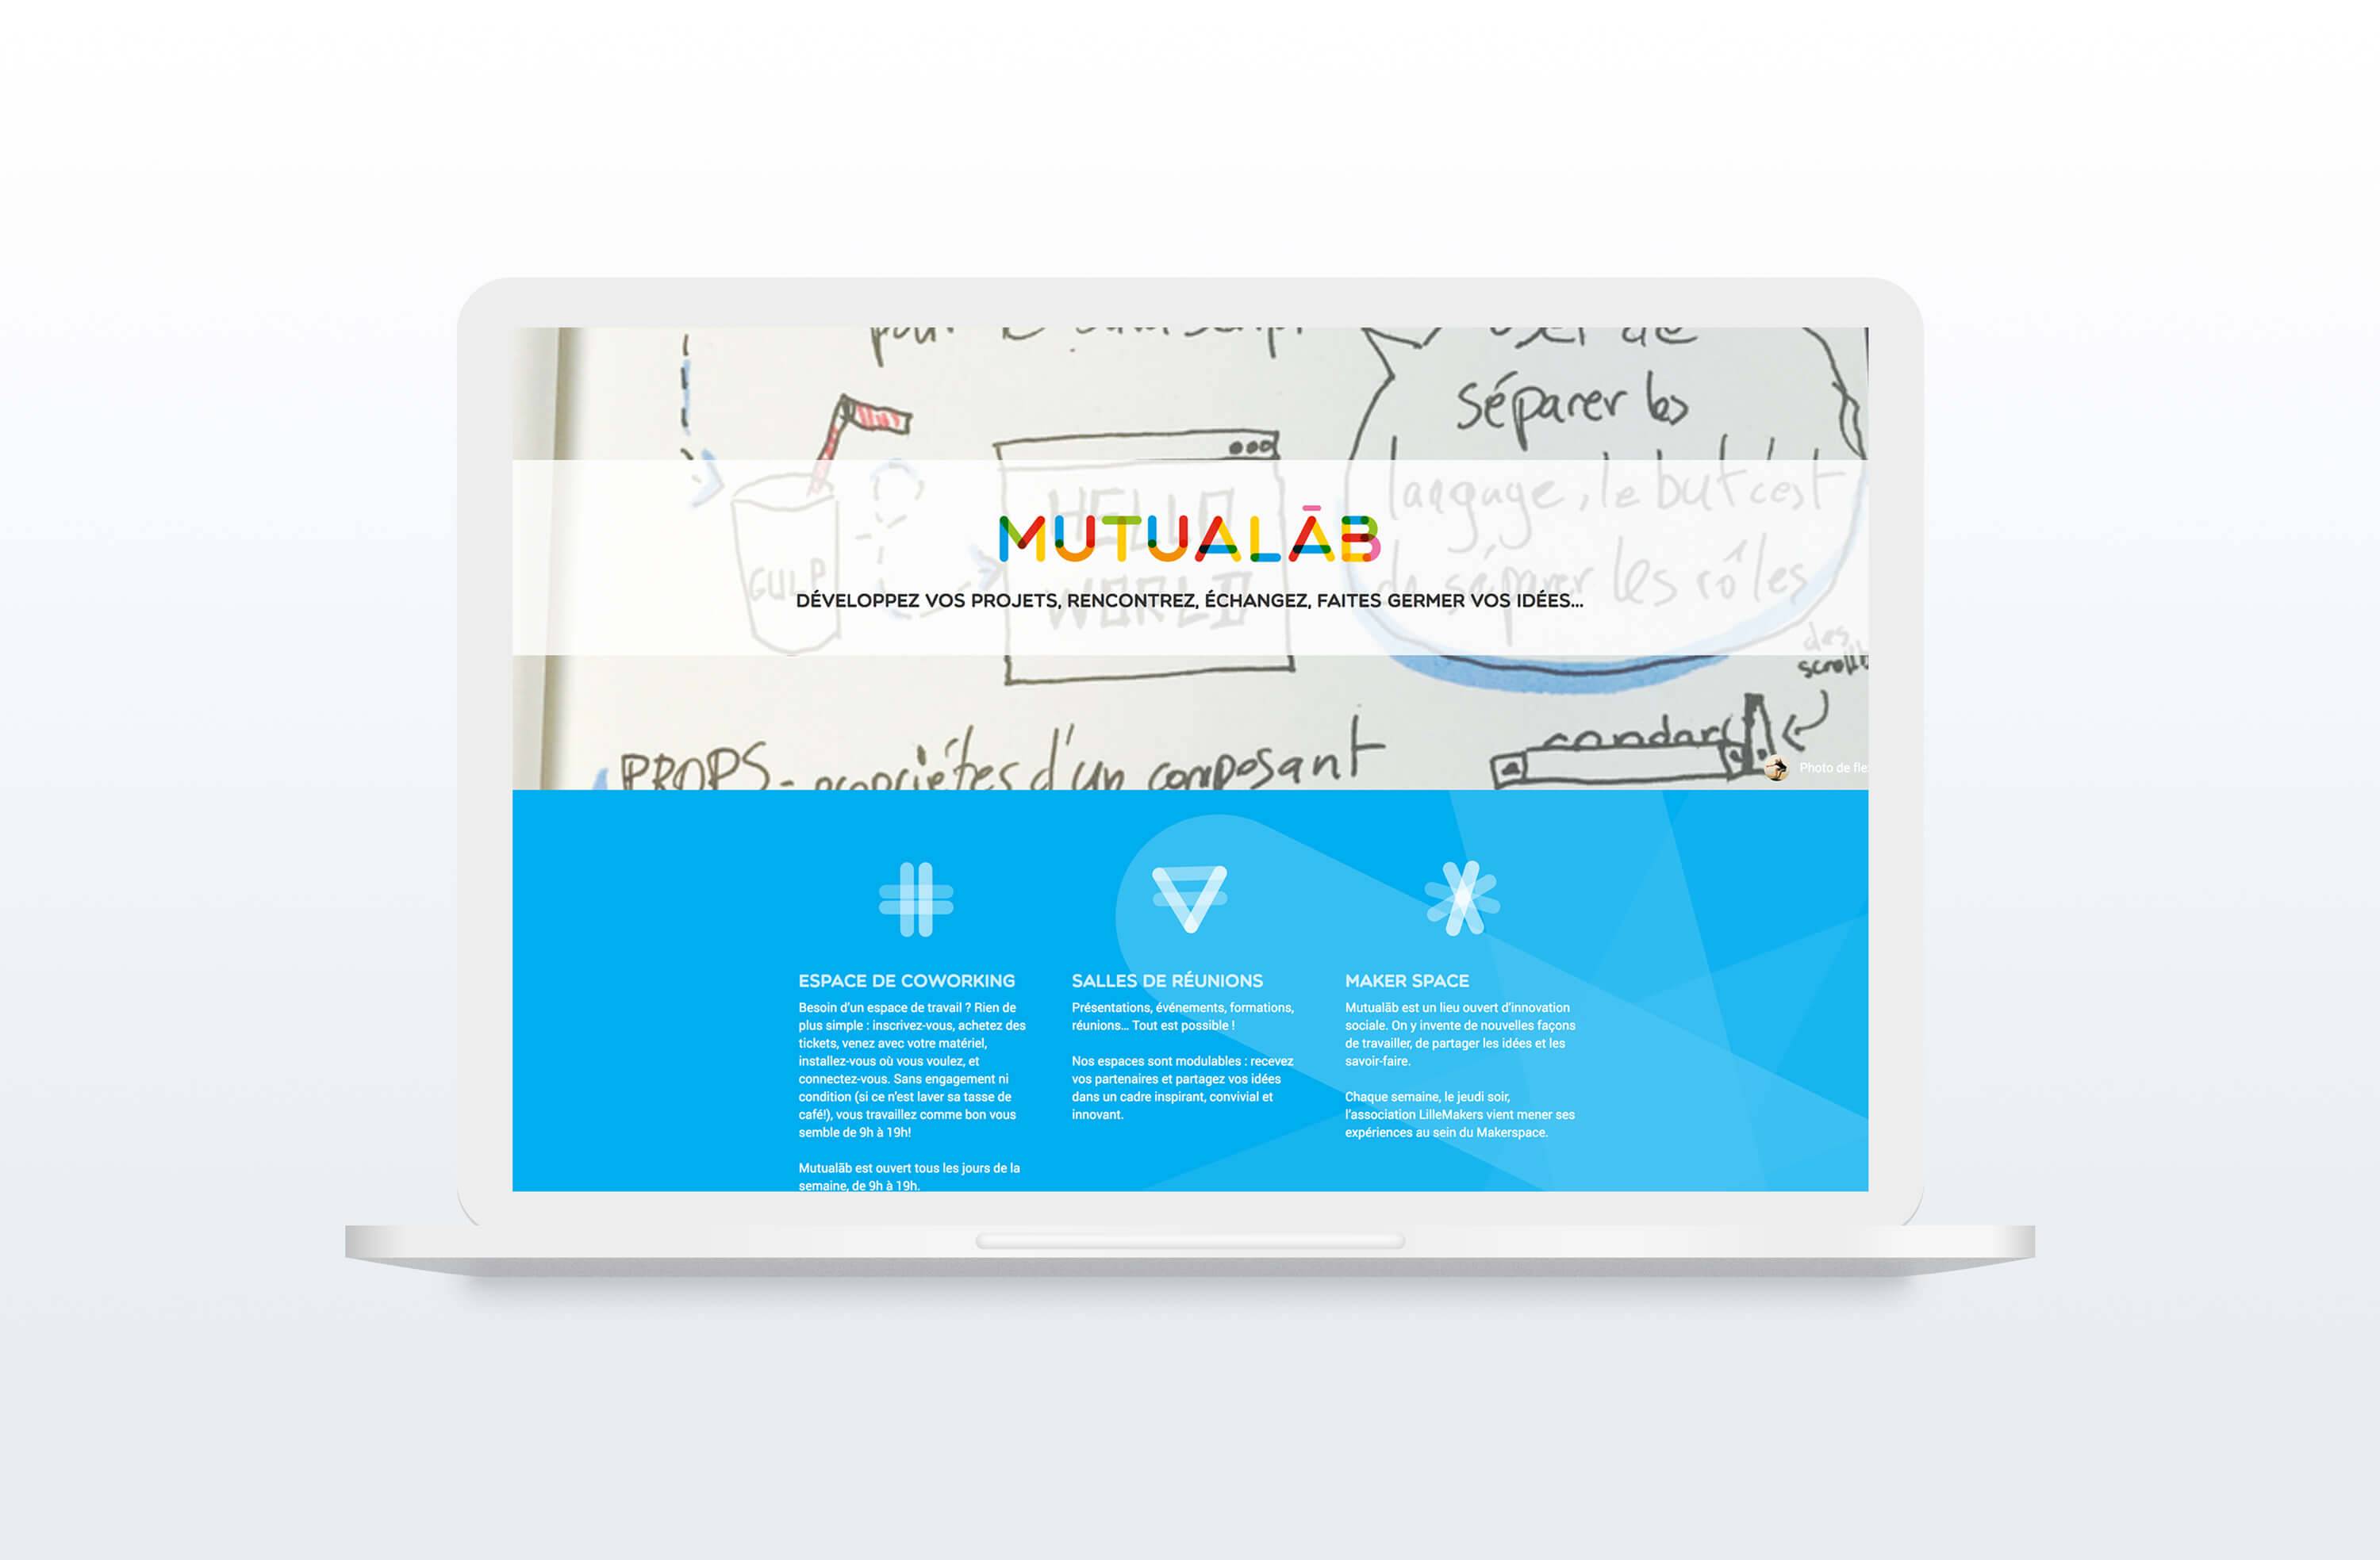 séparer les
langage, le but c'est
de séparer les rôles
HELLO
WORLD
GULP
MUTUALĀB
DÉVELOPPEZ VOS PROJETS, RENCONTREZ, ÉCHANGEZ, FAITES GERMER VOS IDÉES...
des
PROPS - propriétes d'un composant
Photo de
ESPACE DE COWORKING
Besoin d'un espace de travail ? Rien de
plus simple : inscrivez-vous, achetez des
tickets, venez avec votre matériel,
installez-vous où vous voulez, et
connectez-vous. Sans engagement ni
condition (si ce n'est laver sa tasse de
café!), vous travaillez comme bon vous
semble de 9h à 19h!
Mutualāb est ouvert tous les jours de la
semaine, de 9h à 19h.
SALLES DE RÉUNIONS
Présentations, événements, formations,
réunions... Tout est possible !
Nos espaces sont modulables : recevez
vos partenaires et partagez vos idées
dans un cadre inspirant, convivial et
innovant.
MAKER SPACE
Mutualāb est un lieu ouvert d'innovation
sociale. On y invente de nouvelles façons
de travailler, de partager les idées et les
savoir-faire.
Chaque semaine, le jeudi soir,
l'association LilleMakers vient mener ses
expériences au sein du Makerspace.